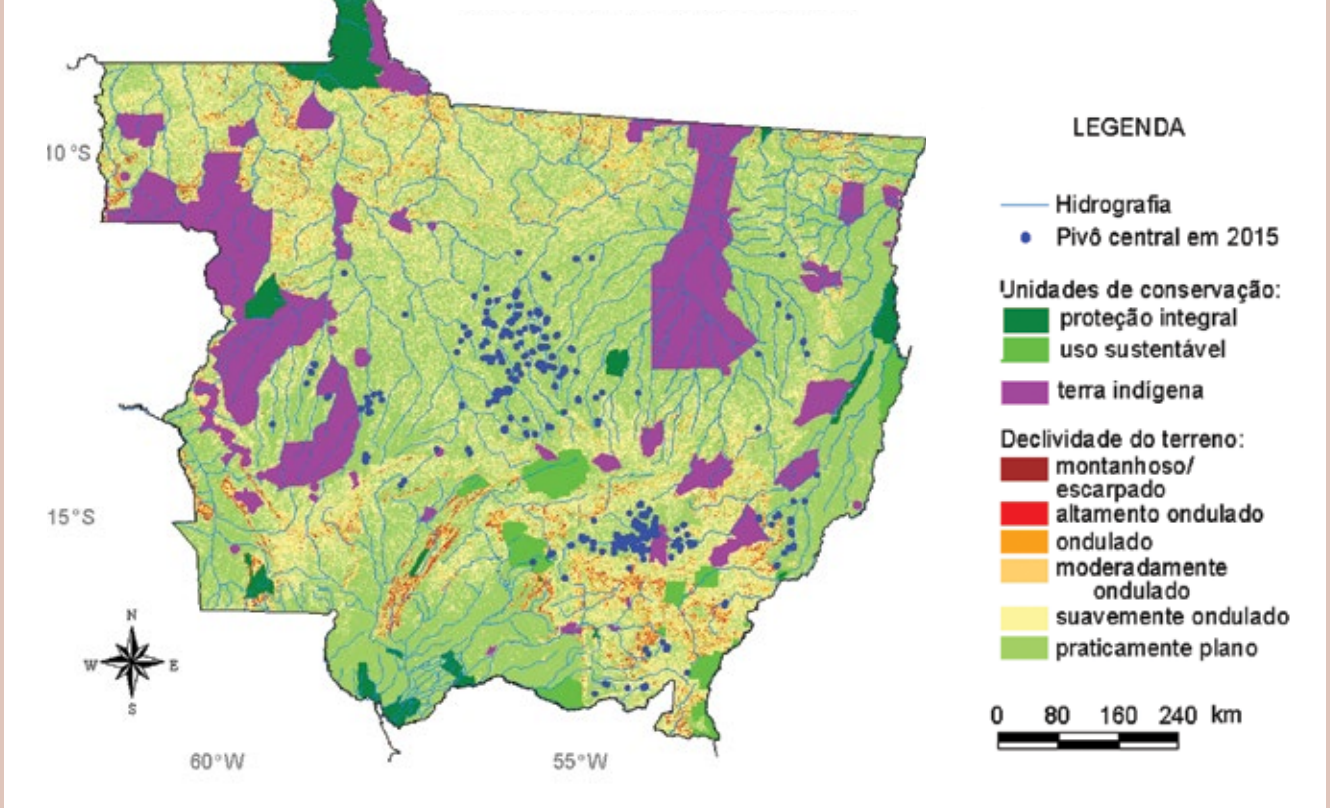 10°S
15°S
60°W
55°W
N
W
E
S
LEGENDA
Hidrografia
Pivô central em 2015
Unidades de conservação:
proteção integral
uso sustentável
terra indígena
Declividade do terreno:
montanhoso/
escarpado
altamento ondulado
ondulado
moderadamente
ondulado
suavemente ondulado
praticamente plano
0 80 160 240 km